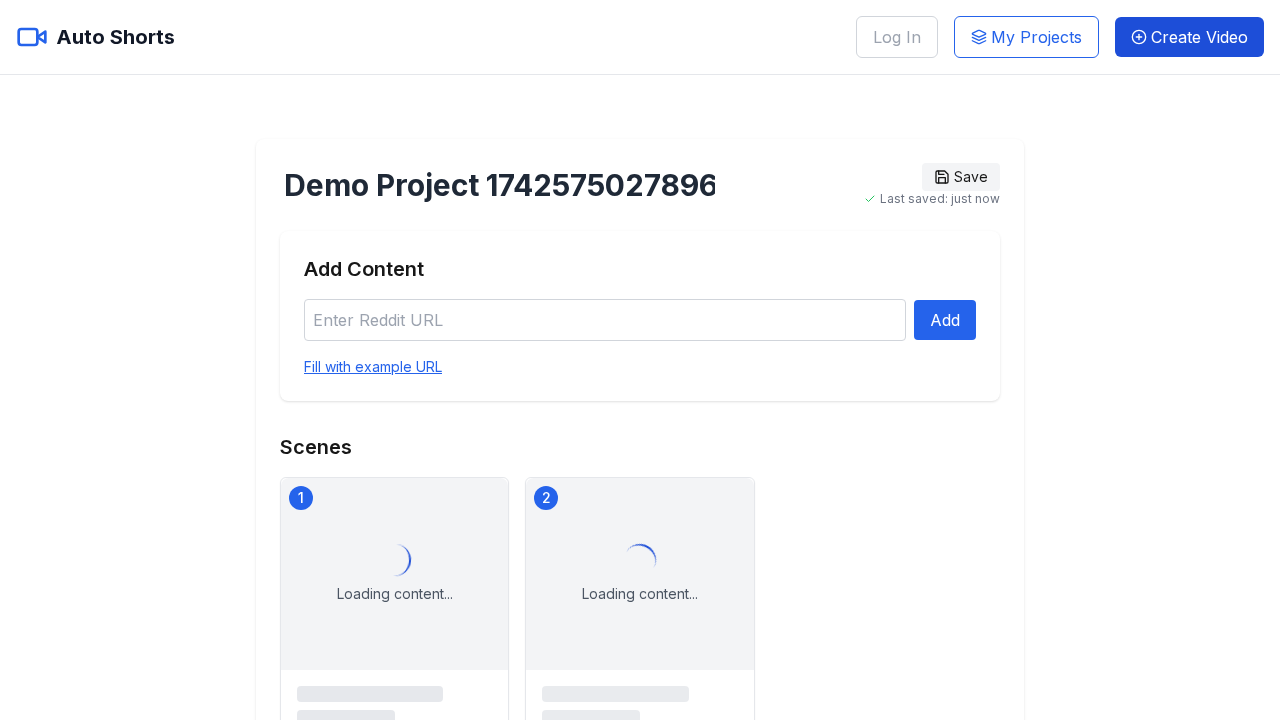 Auto Shorts
Log In
My Projects
Create Video
Demo Project 1742575027896
Save
Last saved: just now
Add Content
Enter Reddit URL
Add
Fill with example URL
Scenes
1
2
Loading content...
Loading content...